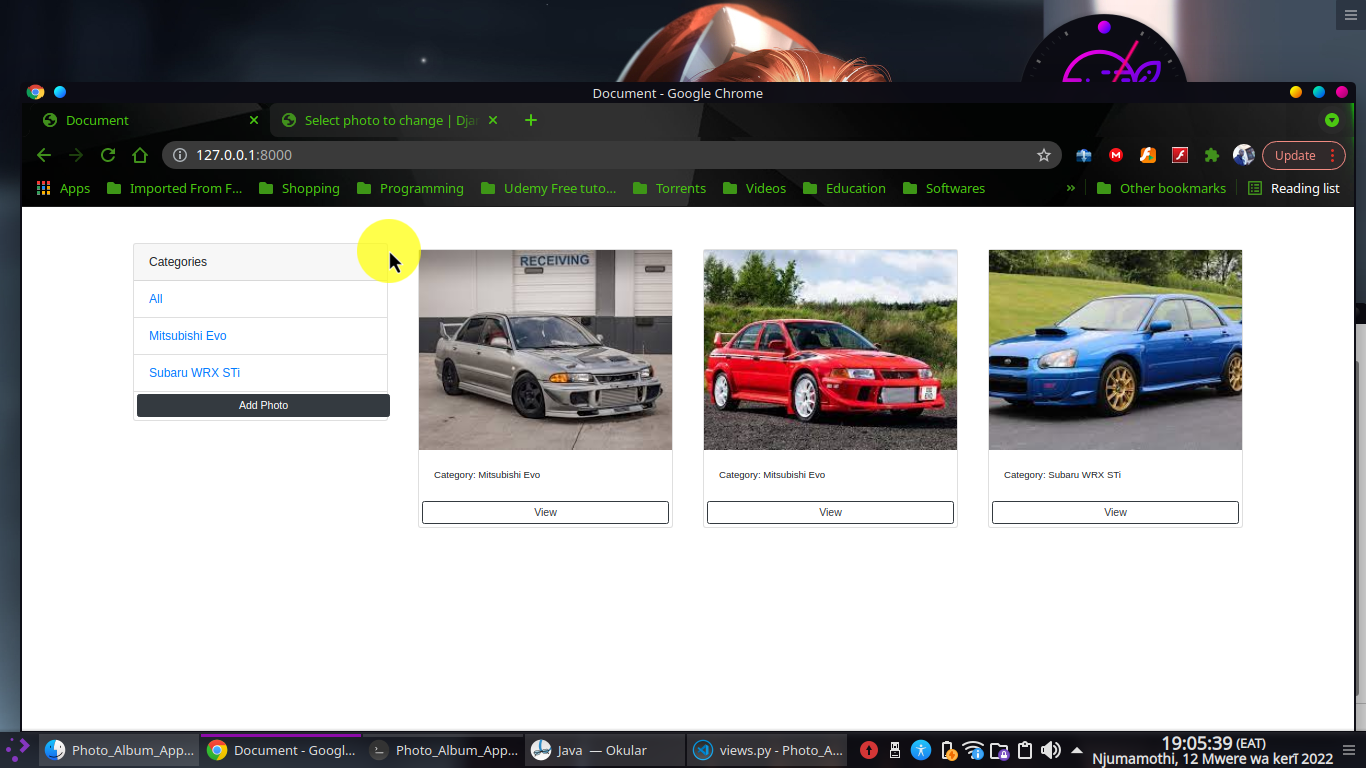 Document - Google Chrome
Document
Select photo to change | Dja
127.0.0.1:8000
Update
Apps
Imported From F...
Shopping
Programming
Udemy Free tuto...
Torrents
Videos
Education
Softwares
»
Other bookmarks
Reading list
Categories
All
Mitsubishi Evo
Subaru WRX STi
Add Photo
RECEIVING
Category: Mitsubishi Evo
View
Category: Mitsubishi Evo
View
Category: Subaru WRX STi
View
Photo_Album_App...
Document - Googl...
Photo_Album_App...
Java — Okular
views.py - Photo_A...
19:05:39 (EAT)
Njumamothi, 12 Mwere wa kerĩ 2022